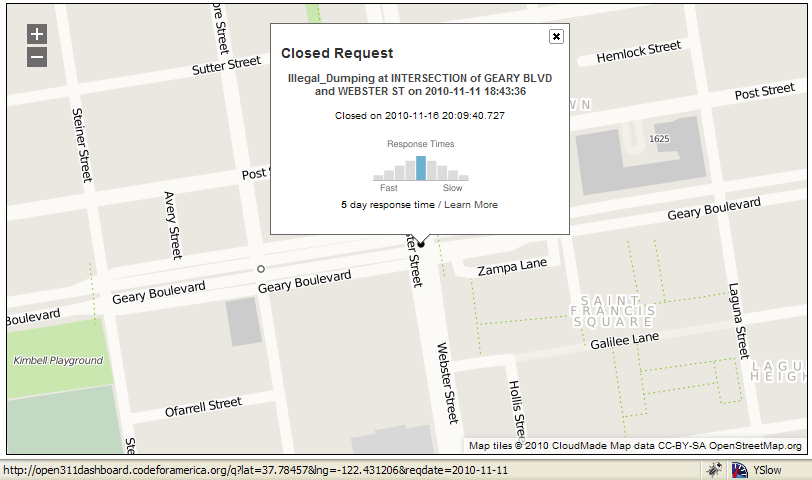 ore Street
Hemlock Street
Sutter Street
Closed Request
Illegal_Dumping at INTERSECTION of GEARY BLVD
and WEBSTER ST on 2010-11-11 18:43:36
Post Street
OWN
Steiner Street
Closed on 2010-11-16 20:09:40.727
1625
Response Times
Post St
Fast
Slow
5 day response time / Learn More
Avery Street
Geary Boulevard
ster Street
Zampa Lane
Geary Boulevard
Geary Boulevard
SAINT
FRANCIS
SQUARE
Laguna Street
Boulevard
Galilee Lane
Kimbell Playground
Webster Street
LAGU
HEIGH
Hollis Street
Ofarrell Street
Ste
Map tiles © 2010 CloudMade Map data CC-BY-SA OpenStreetMap.org
http://open311dashboard.codeforamerica.org/q?lat=37.78457&lng=-122.431206&reqdate=2010-11-11
YSlow